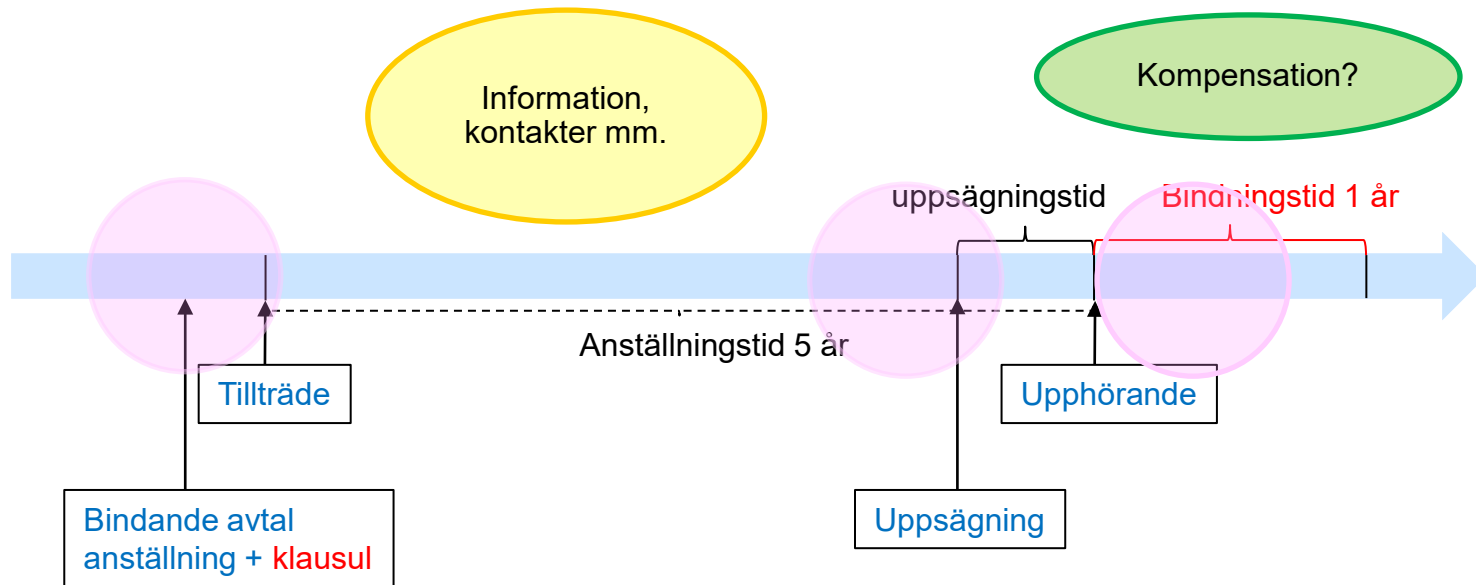 Information,
kontakter mm.
Kompensation?
uppsägningstid
Bindningstid 1 år
Anställningstid 5 år
Tillträde
Upphörande
Bindande avtal
anställning + klausul
Uppsägning